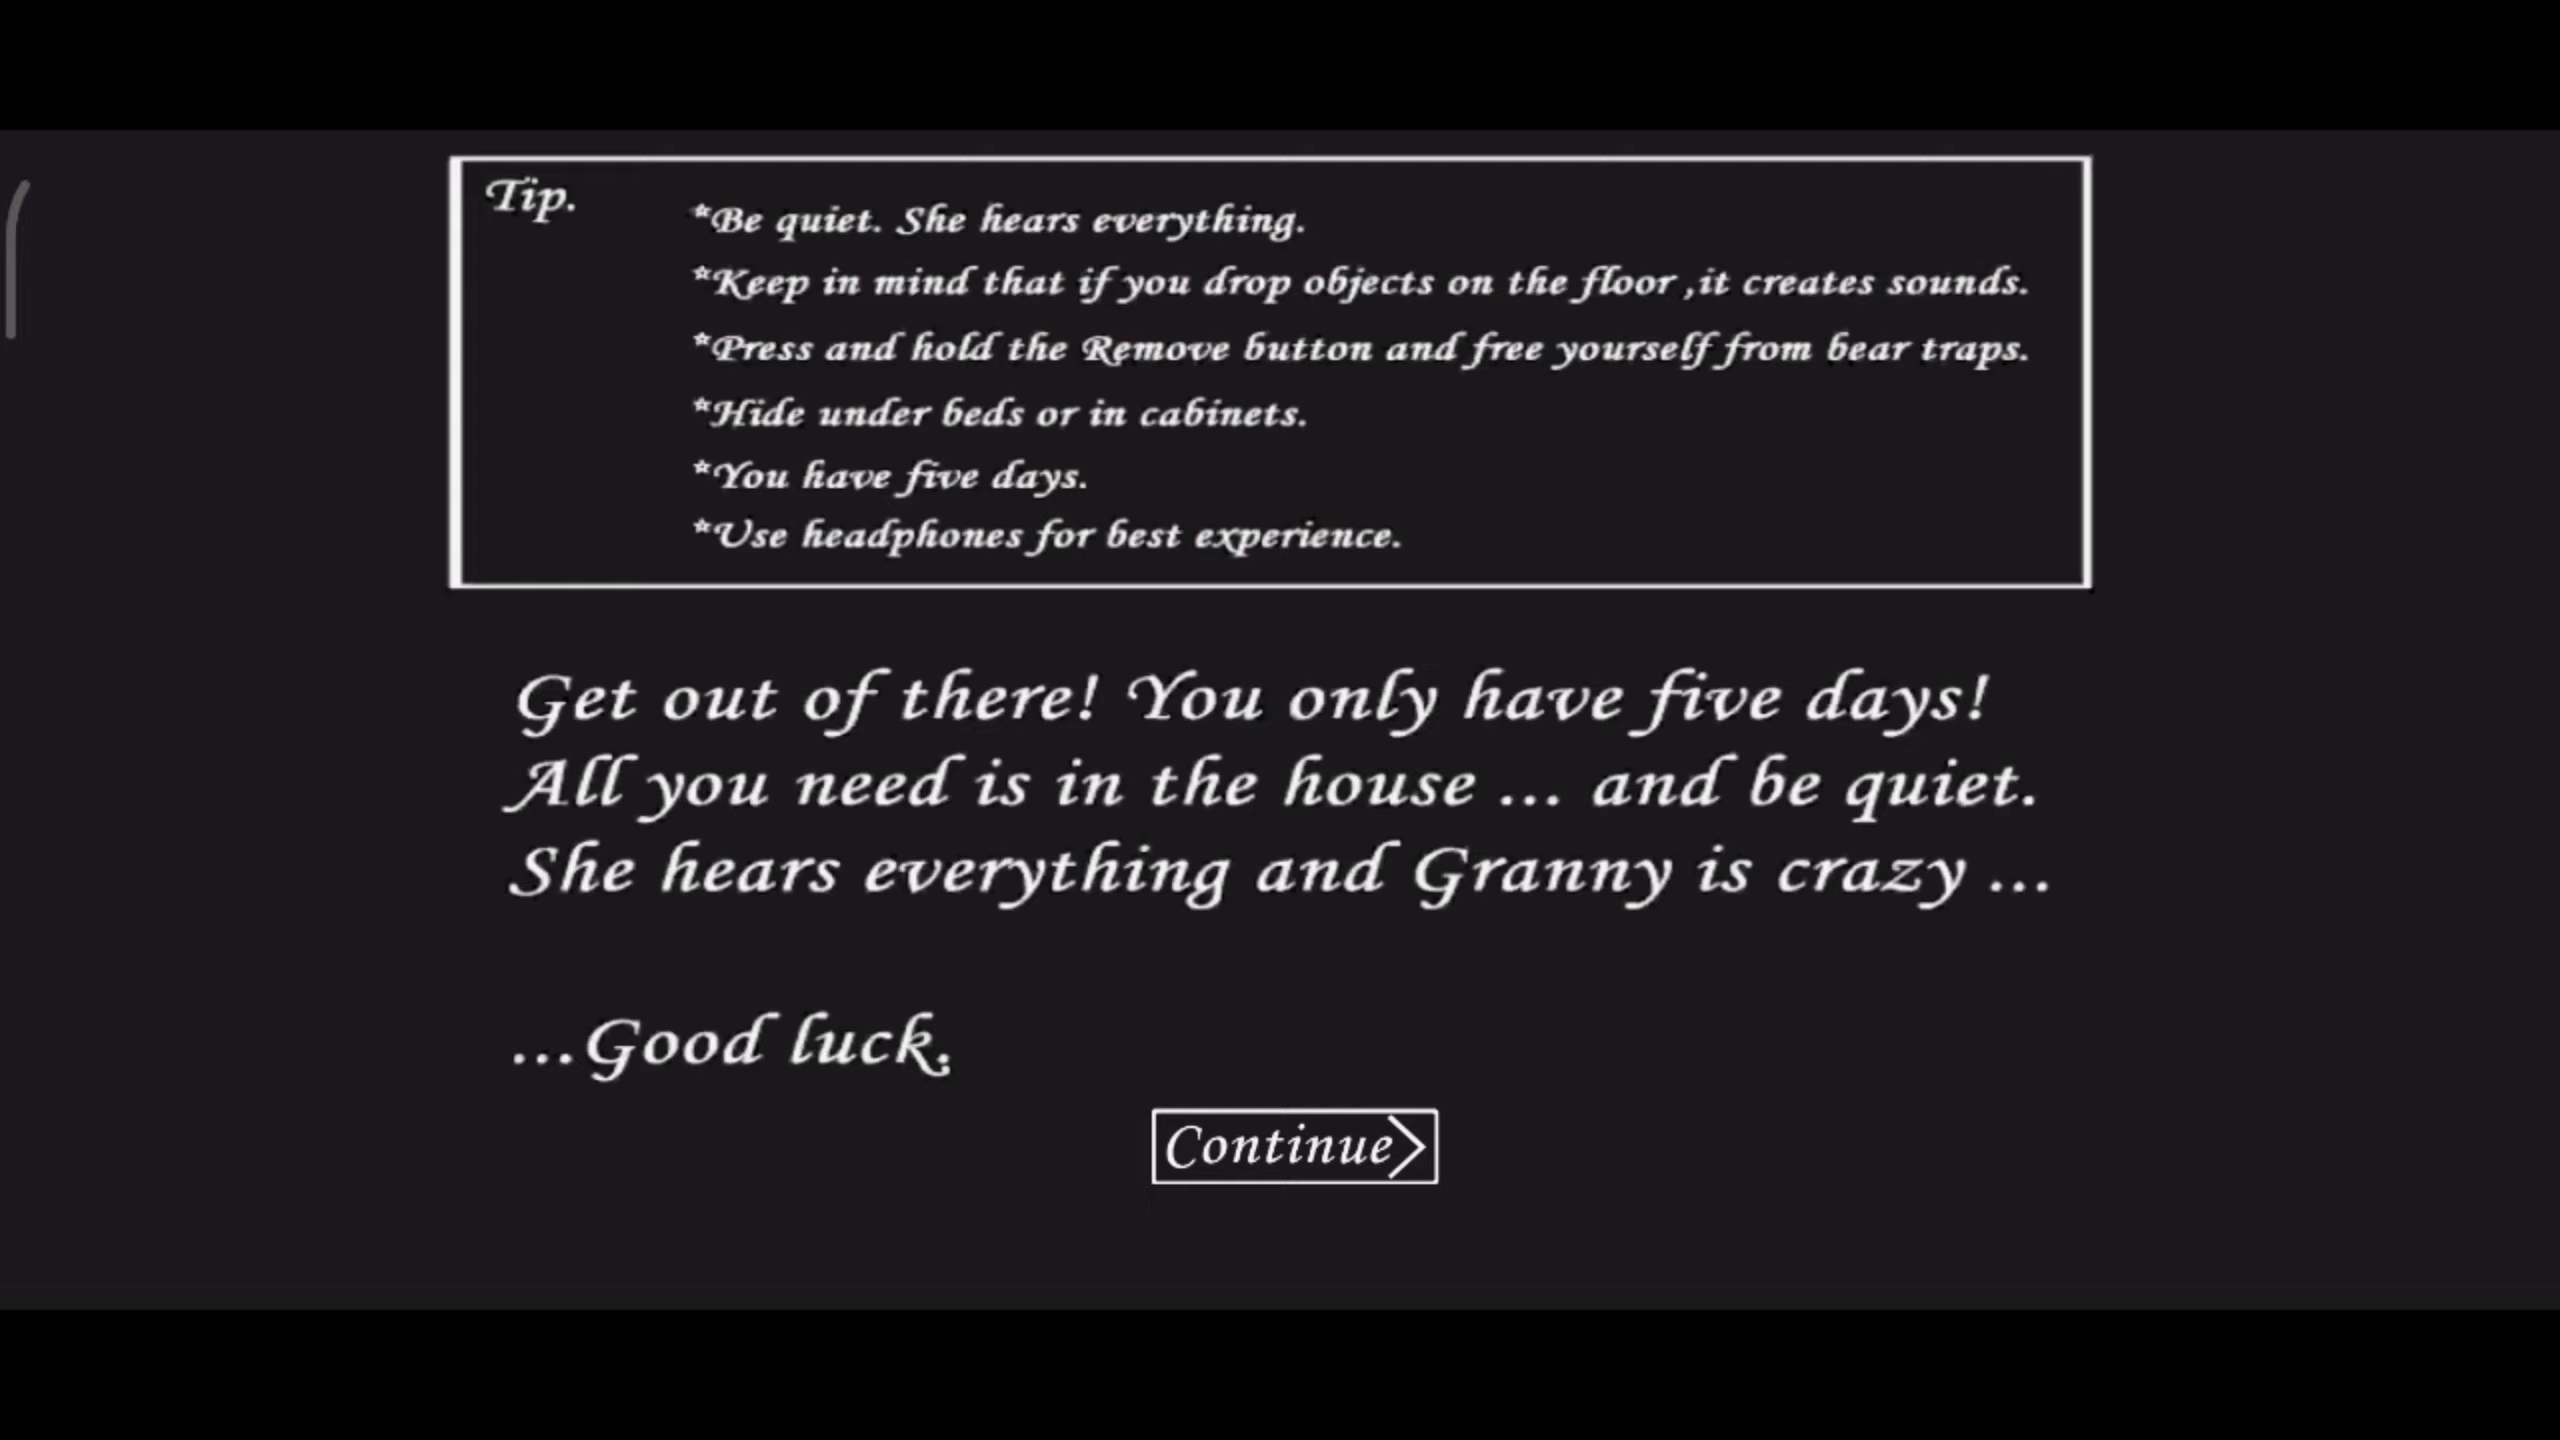 Tip.
*Be quiet. She hears everything.
*Keep in mind that if you drop objects on the floor ,it creates sounds.
*Press and hold the Remove button and free yourself from bear traps.
*Hide under beds or in cabinets.
*You have five days.
*Use headphones for best experience.
Get out of there! You only have five days!
All you need is in the house ... and be quiet.
She hears everything and Granny is crazy ...
...Good luck.
Continue>